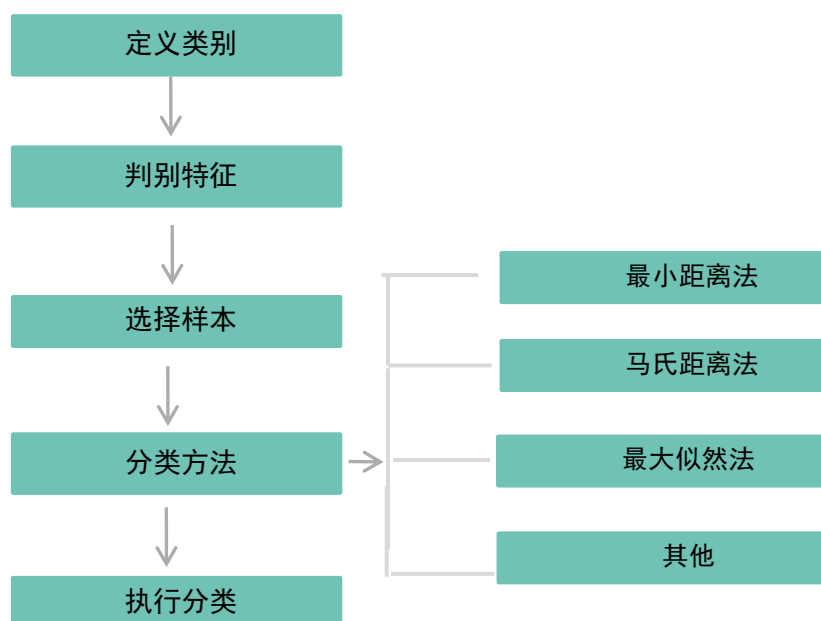 定义类别
判别特征
选择样本
分类方法
执行分类
最小距离法
马氏距离法
最大似然法
其他